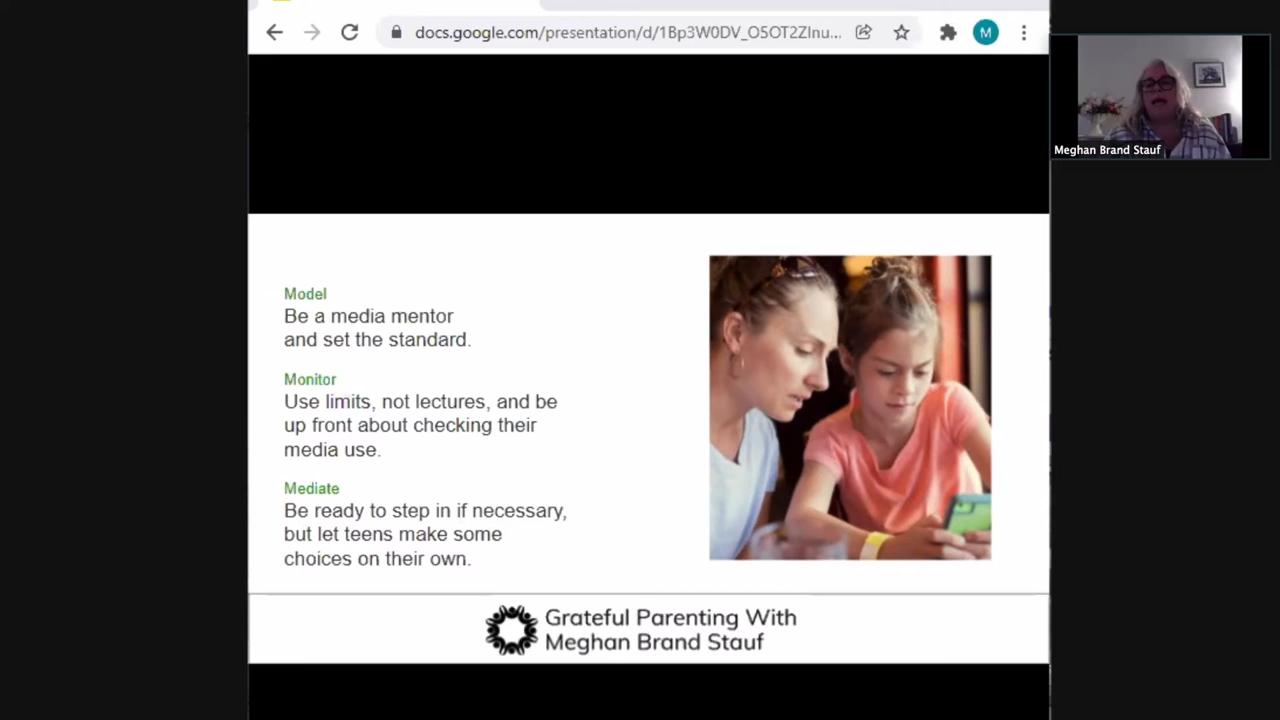 docs.google.com/presentation/d/1Bp3W0DV_O5OT2ZInu...
M
Meghan Brand Stauf
Model
Be a media mentor
and set the standard.
Monitor
Use limits, not lectures, and be
up front about checking their
media use.
Mediate
Be ready to step in if necessary,
but let teens make some
choices on their own.
Grateful Parenting With
Meghan Brand Stauf